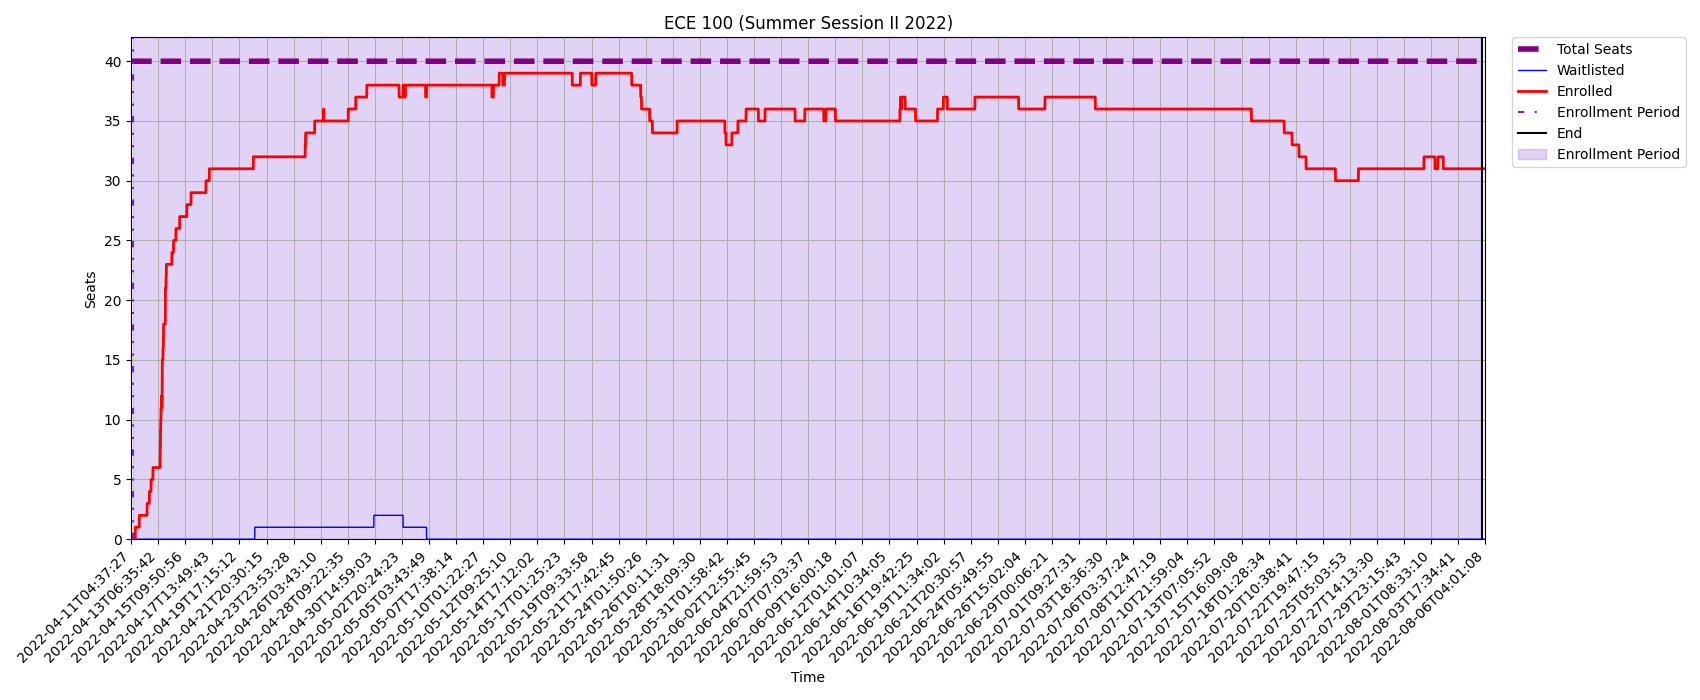 ECE 100 (Summer Session II 2022)
Total Seats
Waitlisted
Enrolled
Enrollment Period
End
Enrollment Period
Seats
40
35
30
25
20
15
10
5
0
2022-04-11T04:37:27
2022-04-13T06:35:42
2022-04-15T09:50:56
2022-04-17T13:49:43
2022-04-19T17:15:12
2022-04-21T20:30:15
2022-04-23T23:53:28
2022-04-26T03:43:10
2022-04-28T09:22:35
2022-04-30T14:59:03
2022-05-02T20:24:23
2022-05-05T03:43:49
2022-05-07T17:38:14
2022-05-10T01:22:27
2022-05-12T09:25:10
2022-05-14T17:12:02
2022-05-17T01:25:23
2022-05-19T09:33:58
2022-05-21T17:42:45
2022-05-24T01:50:26
2022-05-26T10:11:31
2022-05-28T18:09:30
2022-05-31T01:58:42
2022-06-02T12:55:45
2022-06-04T21:59:53
2022-06-07T07:03:37
2022-06-09T16:00:18
2022-06-12T01:01:07
2022-06-14T10:34:05
2022-06-16T19:42:25
2022-06-19T11:34:02
2022-06-21T20:30:57
2022-06-24T05:49:55
2022-06-26T15:02:04
2022-06-29T00:06:21
2022-07-01T09:27:31
2022-07-03T18:36:30
2022-07-06T03:37:24
2022-07-08T12:47:19
2022-07-10T21:59:04
2022-07-13T07:05:52
2022-07-15T16:09:08
2022-07-18T01:28:34
2022-07-20T10:38:41
2022-07-22T19:47:15
2022-07-25T05:03:53
2022-07-27T14:13:30
2022-07-29T23:15:43
2022-08-01T08:33:10
2022-08-03T17:34:41
2022-08-06T04:01:08
Time